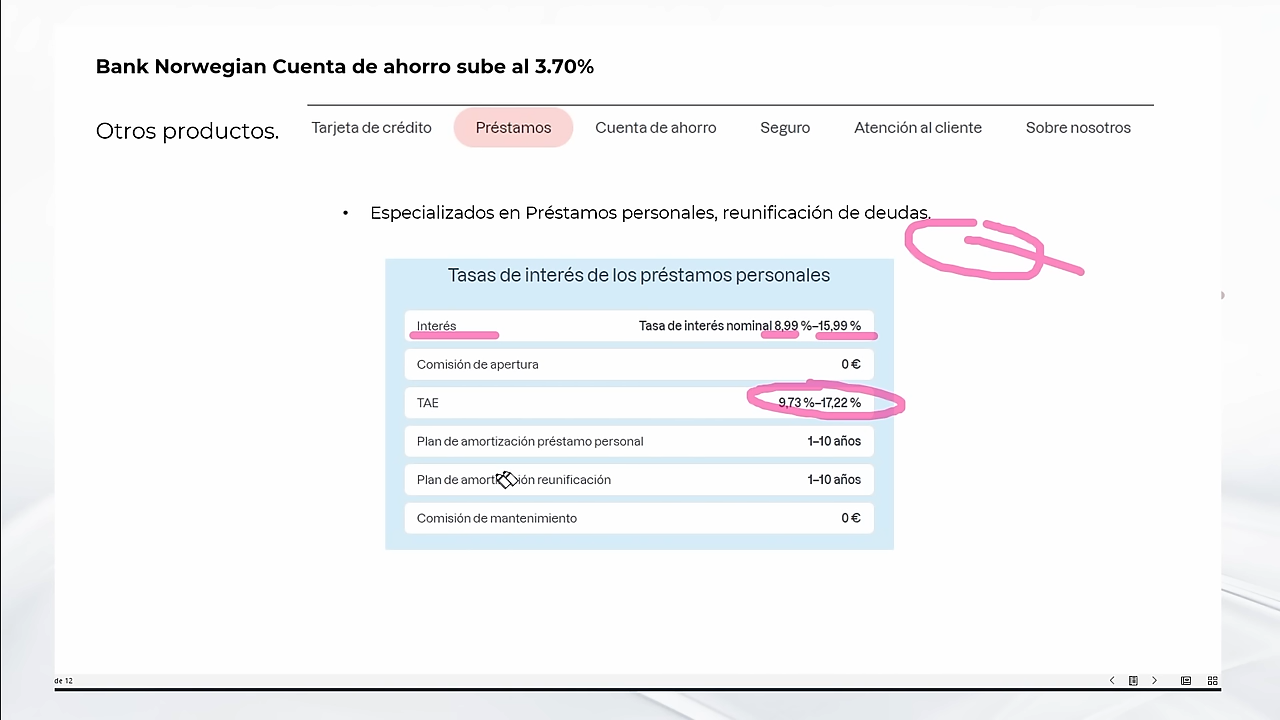 Bank Norwegian Cuenta de ahorro sube al 3.70%
Otros productos.
Tarjeta de crédito Préstamos Cuenta de ahorro Seguro Atención al cliente Sobre nosotros
• Especializados en Préstamos personales, reunificación de deudas.
Tasas de interés de los préstamos personales
Interés Tasa de interés nominal 8,99 %–15,99 %
Comisión de apertura 0 €
TAE 9,73 %–17,22 %
Plan de amortización préstamo personal 1–10 años
Plan de amortización reunificación 1–10 años
Comisión de mantenimiento 0 €
de 12